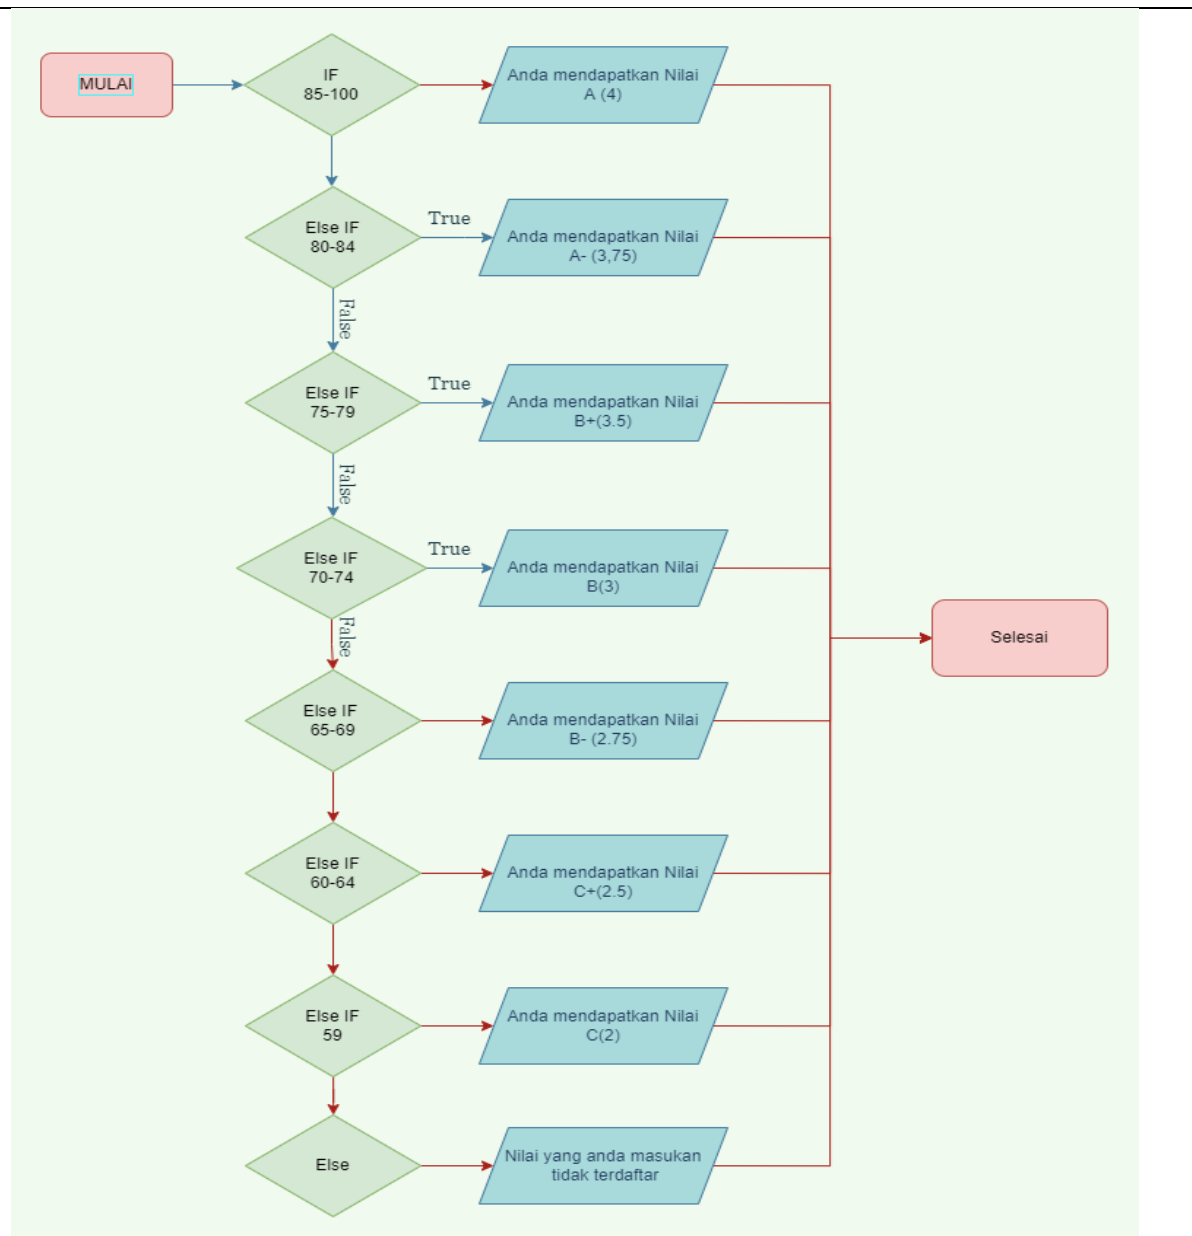 MULAI
IF
85-100
Anda mendapatkan Nilai
A (4)
Else IF
80-84
True
Anda mendapatkan Nilai
A- (3,75)
False
Else IF
75-79
True
Anda mendapatkan Nilai
B+(3.5)
False
Else IF
70-74
True
Anda mendapatkan Nilai
B(3)
False
Selesai
Else IF
65-69
Anda mendapatkan Nilai
B- (2.75)
Else IF
60-64
Anda mendapatkan Nilai
C+(2.5)
Else IF
59
Anda mendapatkan Nilai
C(2)
Else
Nilai yang anda masukan
tidak terdaftar